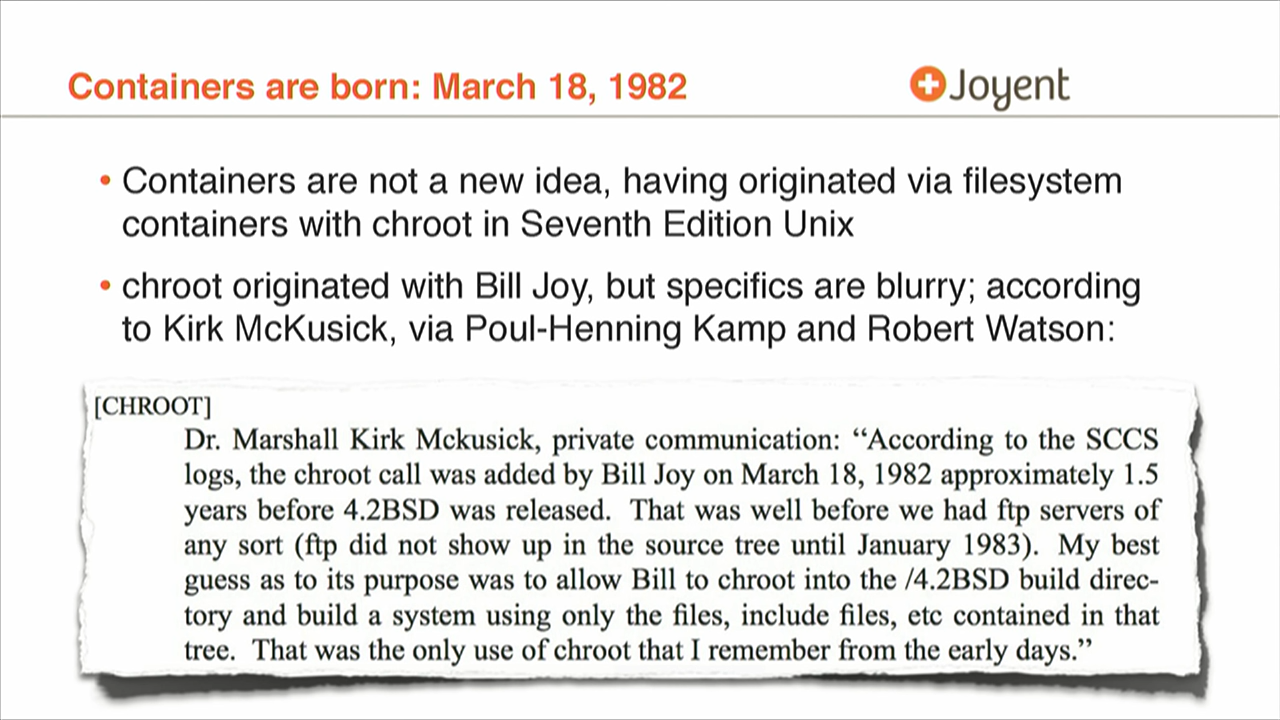 Containers are born: March 18, 1982
Joyent
• Containers are not a new idea, having originated via filesystem
containers with chroot in Seventh Edition Unix
• chroot originated with Bill Joy, but specifics are blurry; according
to Kirk McKusick, via Poul-Henning Kamp and Robert Watson:
[CHROOT]
Dr. Marshall Kirk Mckusick, private communication: “According to the SCCS
logs, the chroot call was added by Bill Joy on March 18, 1982 approximately 1.5
years before 4.2BSD was released. That was well before we had ftp servers of
any sort (ftp did not show up in the source tree until January 1983). My best
guess as to its purpose was to allow Bill to chroot into the /4.2BSD build direc-
tory and build a system using only the files, include files, etc contained in that
tree. That was the only use of chroot that I remember from the early days.”